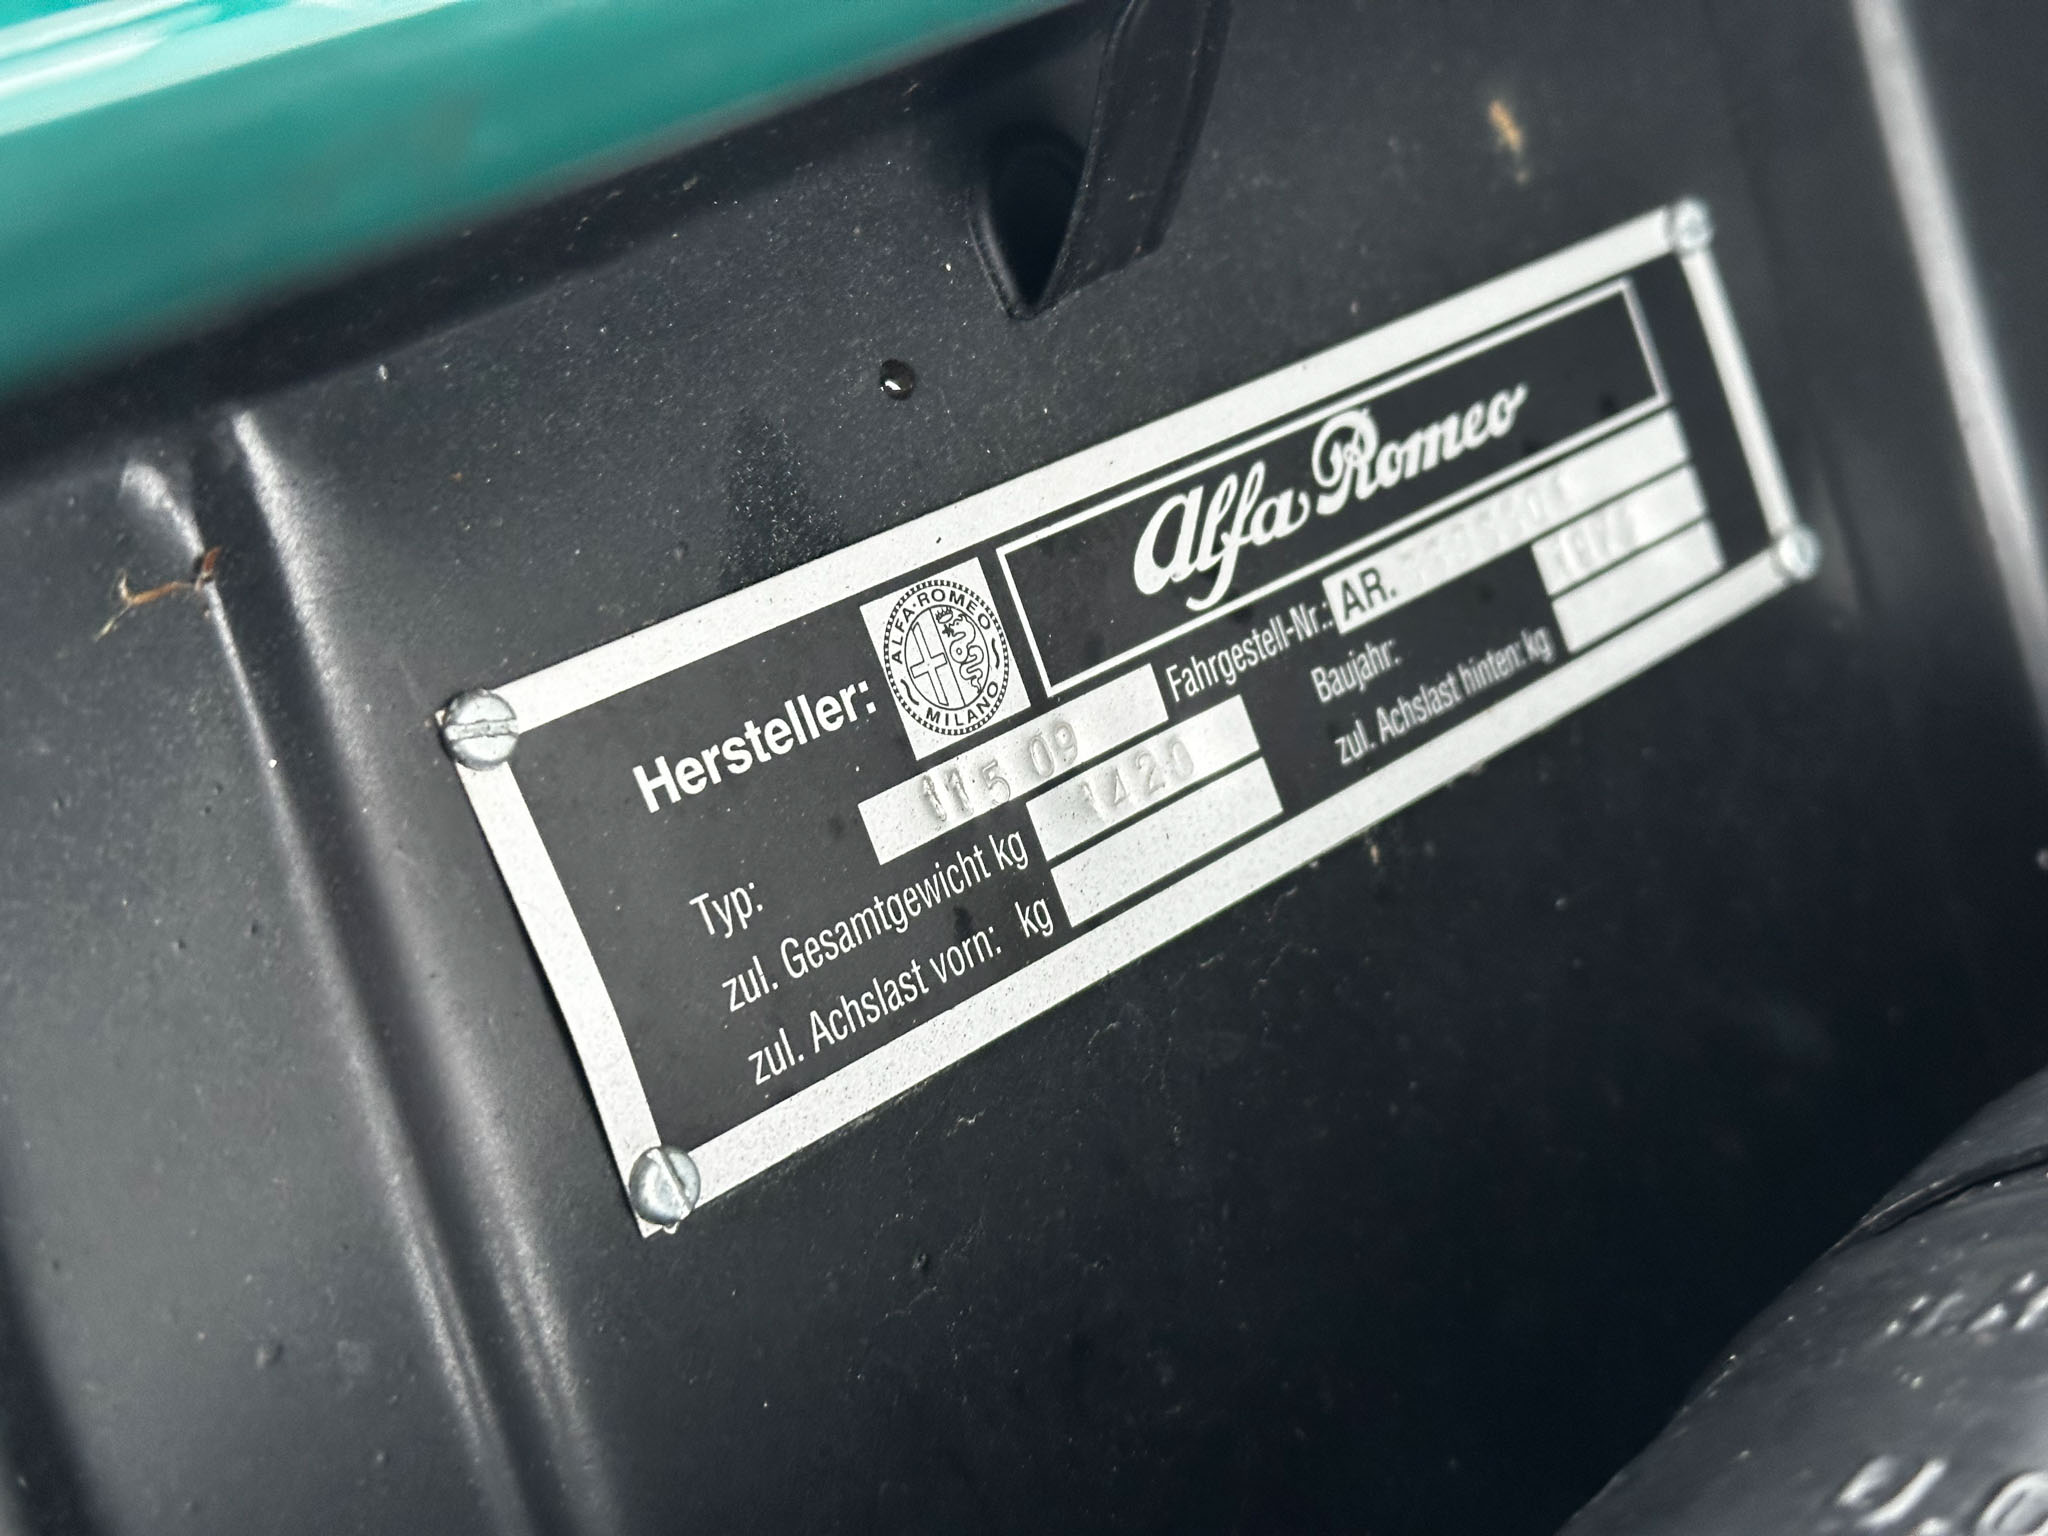 Hersteller:
ALFA·ROMEO
MILANO
Alfa Romeo
Typ: 115 09
Fahrgestell-Nr.: AR.
zul. Gesamtgewicht kg 1420
Baujahr:
zul. Achslast vorn: kg
zul. Achslast hinten: kg